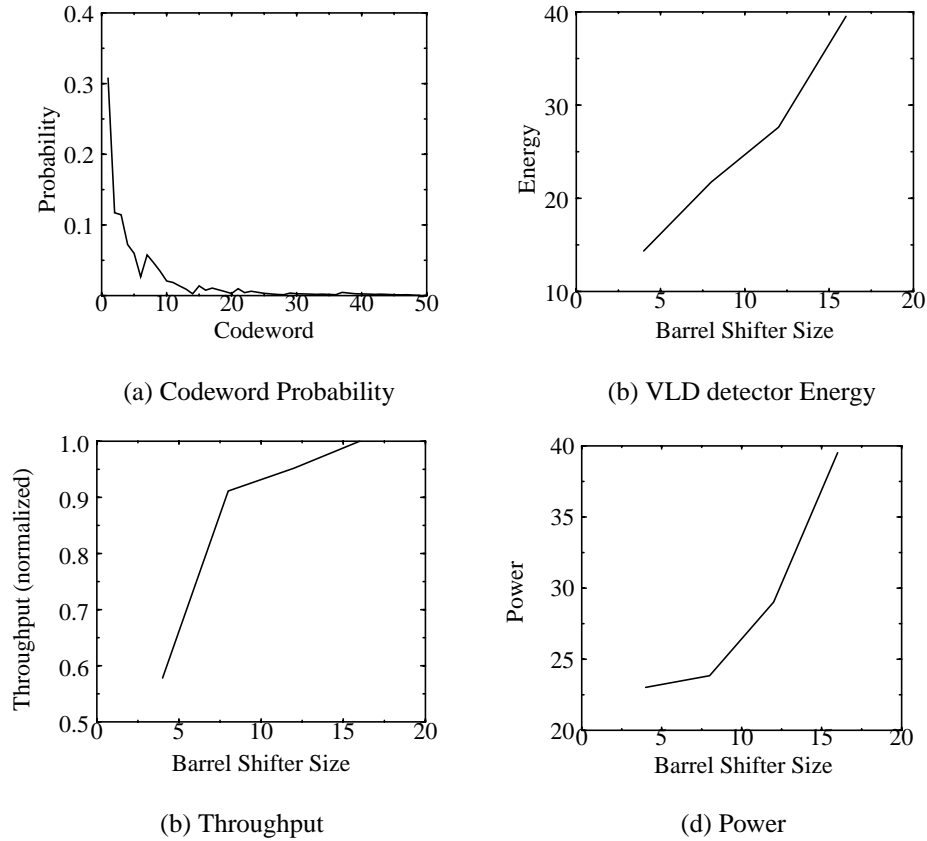 0.4
0.3
0.2
0.1
Probability
0 10 20 30 40 50
Codeword
(a) Codeword Probability
40
30
20
10
Energy
0 5 10 15 20
Barrel Shifter Size
(b) VLD detector Energy
1.0
0.9
0.8
0.7
0.6
0.5
Throughput (normalized)
0 5 10 15 20
Barrel Shifter Size
(b) Throughput
40
35
30
25
20
Power
0 5 10 15 20
Barrel Shifter Size
(d) Power